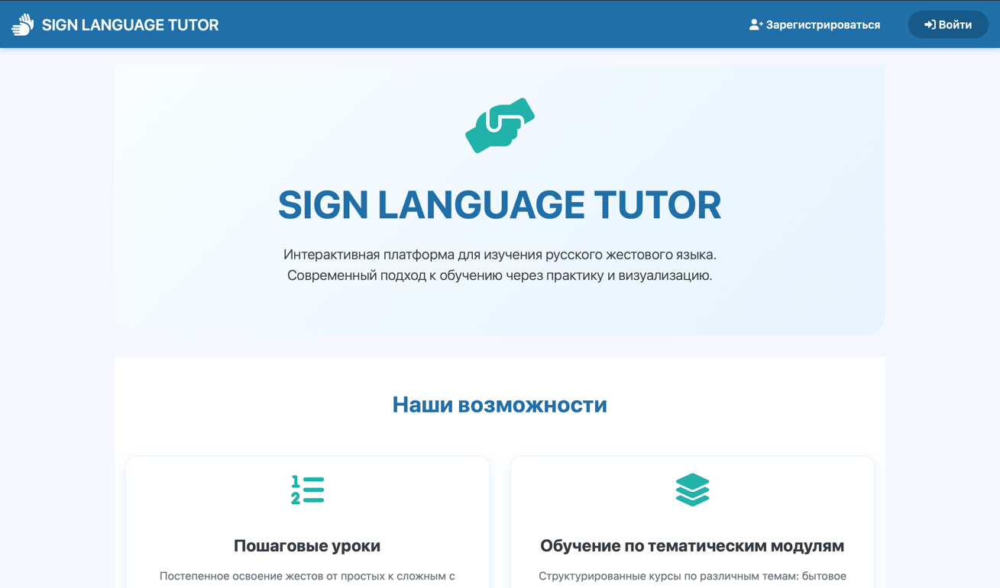 SIGN LANGUAGE TUTOR
Зарегистрироваться
Войти
SIGN LANGUAGE TUTOR
Интерактивная платформа для изучения русского жестового языка.
Современный подход к обучению через практику и визуализацию.
Наши возможности
Пошаговые уроки
Постепенное освоение жестов от простых к сложным с
Обучение по тематическим модулям
Структурированные курсы по различным темам: бытовое